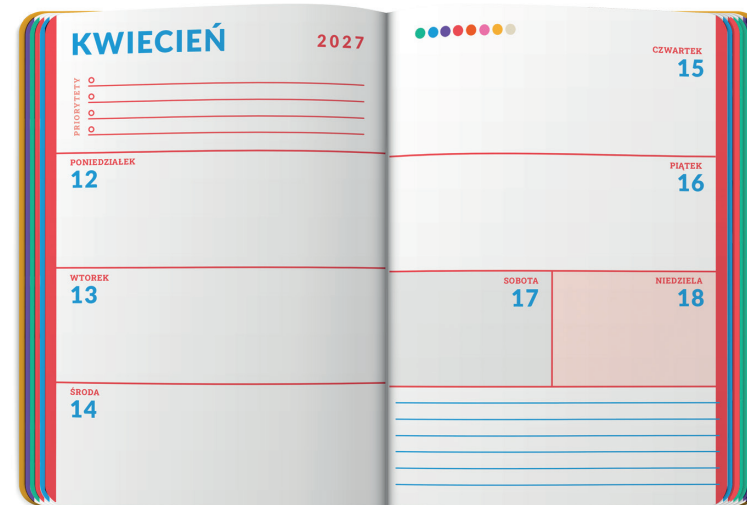 KWIECIEŃ 2027
PRIORYTETY
PONIEDZIAŁEK
12
WTOREK
13
ŚRODA
14
CZWARTEK
15
PIĄTEK
16
SOBOTA
17
NIEDZIELA
18